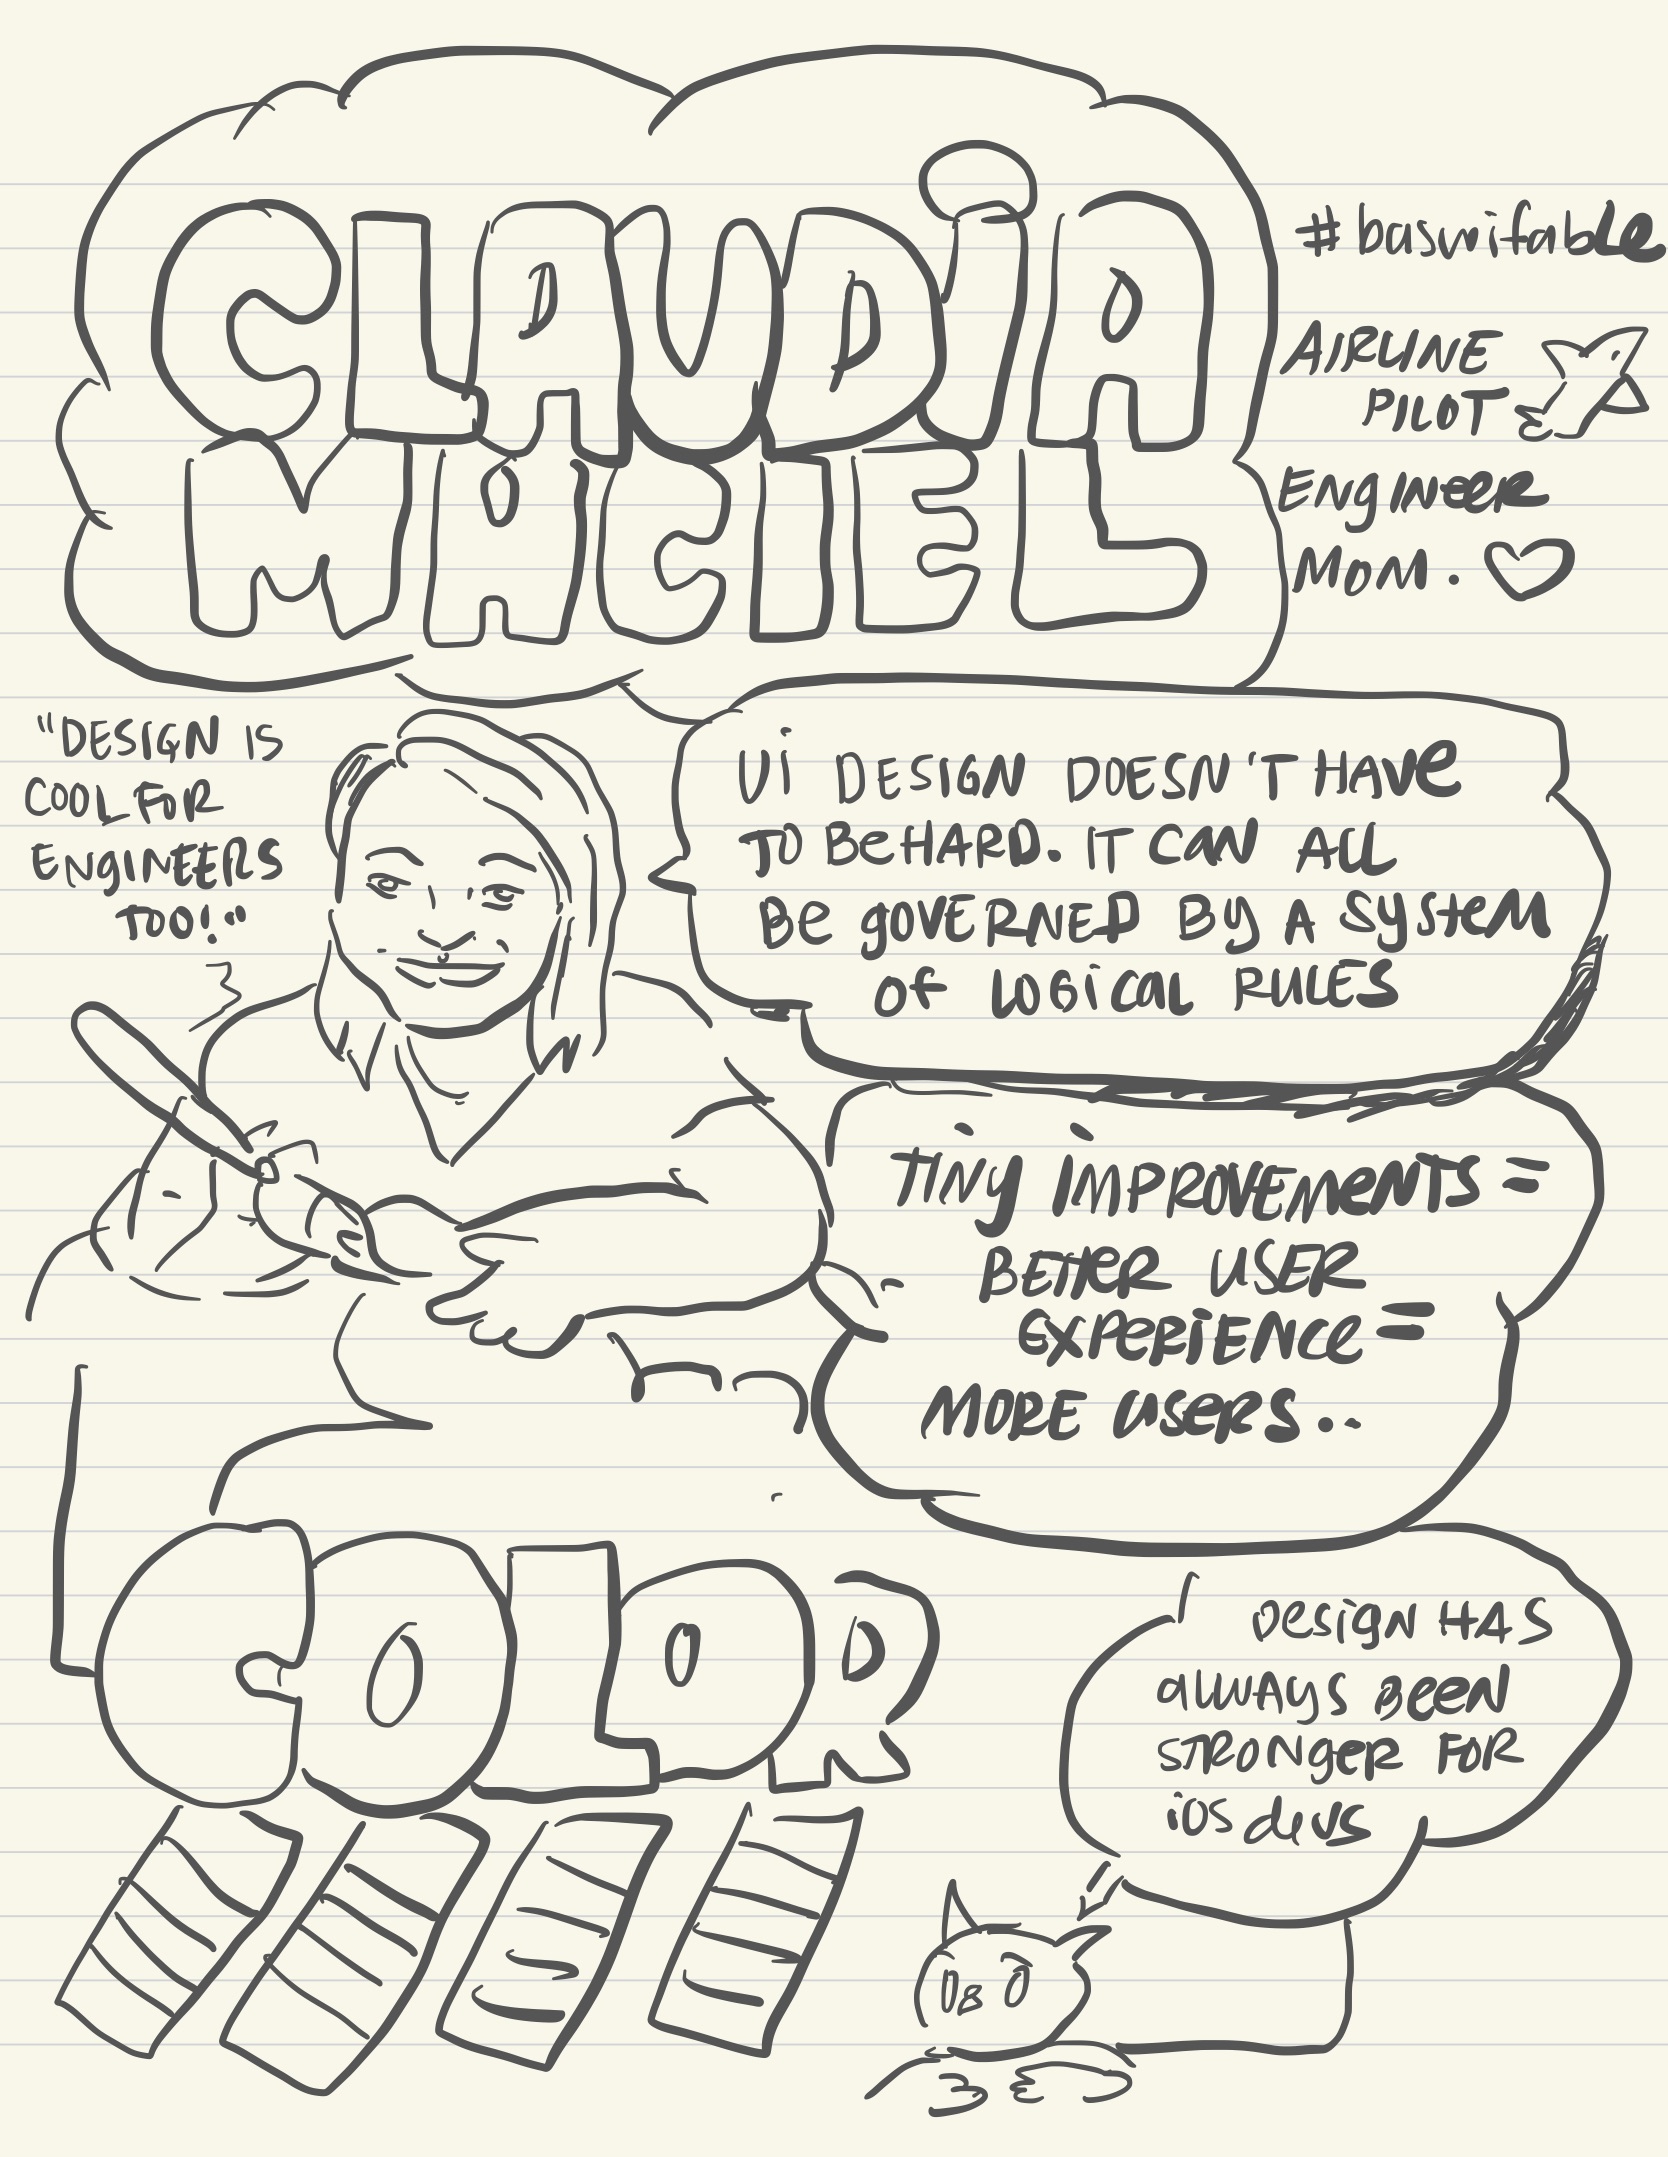 CLAUDiA
MACIEL
#baswifable
AIRLINE
PILOT
ENgINeeR
MOM.
"DESIGN IS
COOL FOR
ENgINEERS
TOO!"
Ui DESIGN DOESN'T HAVe
TO Be HARD. IT CAN ALL
Be gOVERNED By A SystEM
Of LOGiCAL RULES
TiNy iMPROVEMeNTS =
BETTeR USER
EXPeRiENCe =
MORE USeRS...
DeSigN HAS
alWAyS BeeN
STRONgeR FOR
iOS devs
COLOR